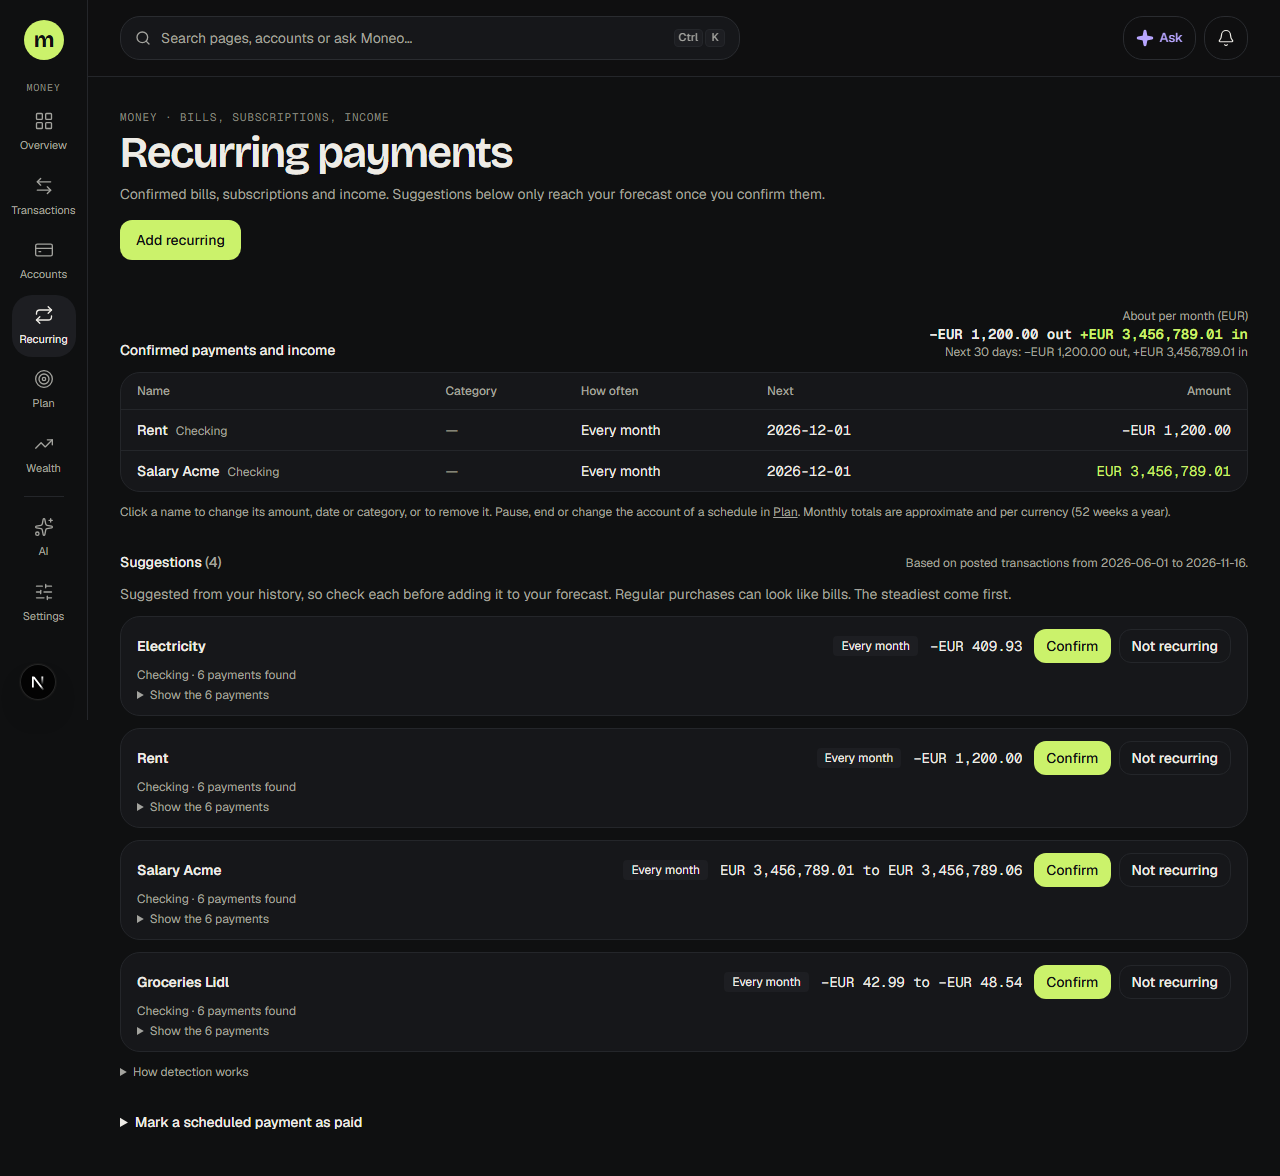 m
MONEY
Overview
Transactions
Accounts
Recurring
Plan
Wealth
AI
Settings
N
Search pages, accounts or ask Moneo...
Ctrl K
Ask
MONEY · BILLS, SUBSCRIPTIONS, INCOME
Recurring payments
Confirmed bills, subscriptions and income. Suggestions below only reach your forecast once you confirm them.
Add recurring
Confirmed payments and income
About per month (EUR)
−EUR 1,200.00 out +EUR 3,456,789.01 in
Next 30 days: −EUR 1,200.00 out, +EUR 3,456,789.01 in
Name Category How often Next Amount
Rent Checking — Every month 2026-12-01 −EUR 1,200.00
Salary Acme Checking — Every month 2026-12-01 EUR 3,456,789.01
Click a name to change its amount, date or category, or to remove it. Pause, end or change the account of a schedule in Plan. Monthly totals are approximate and per currency (52 weeks a year).
Suggestions (4)
Based on posted transactions from 2026-06-01 to 2026-11-16.
Suggested from your history, so check each before adding it to your forecast. Regular purchases can look like bills. The steadiest come first.
Electricity Every month −EUR 409.93 Confirm Not recurring
Checking · 6 payments found
Show the 6 payments
Rent Every month −EUR 1,200.00 Confirm Not recurring
Checking · 6 payments found
Show the 6 payments
Salary Acme Every month EUR 3,456,789.01 to EUR 3,456,789.06 Confirm Not recurring
Checking · 6 payments found
Show the 6 payments
Groceries Lidl Every month −EUR 42.99 to −EUR 48.54 Confirm Not recurring
Checking · 6 payments found
Show the 6 payments
How detection works
Mark a scheduled payment as paid